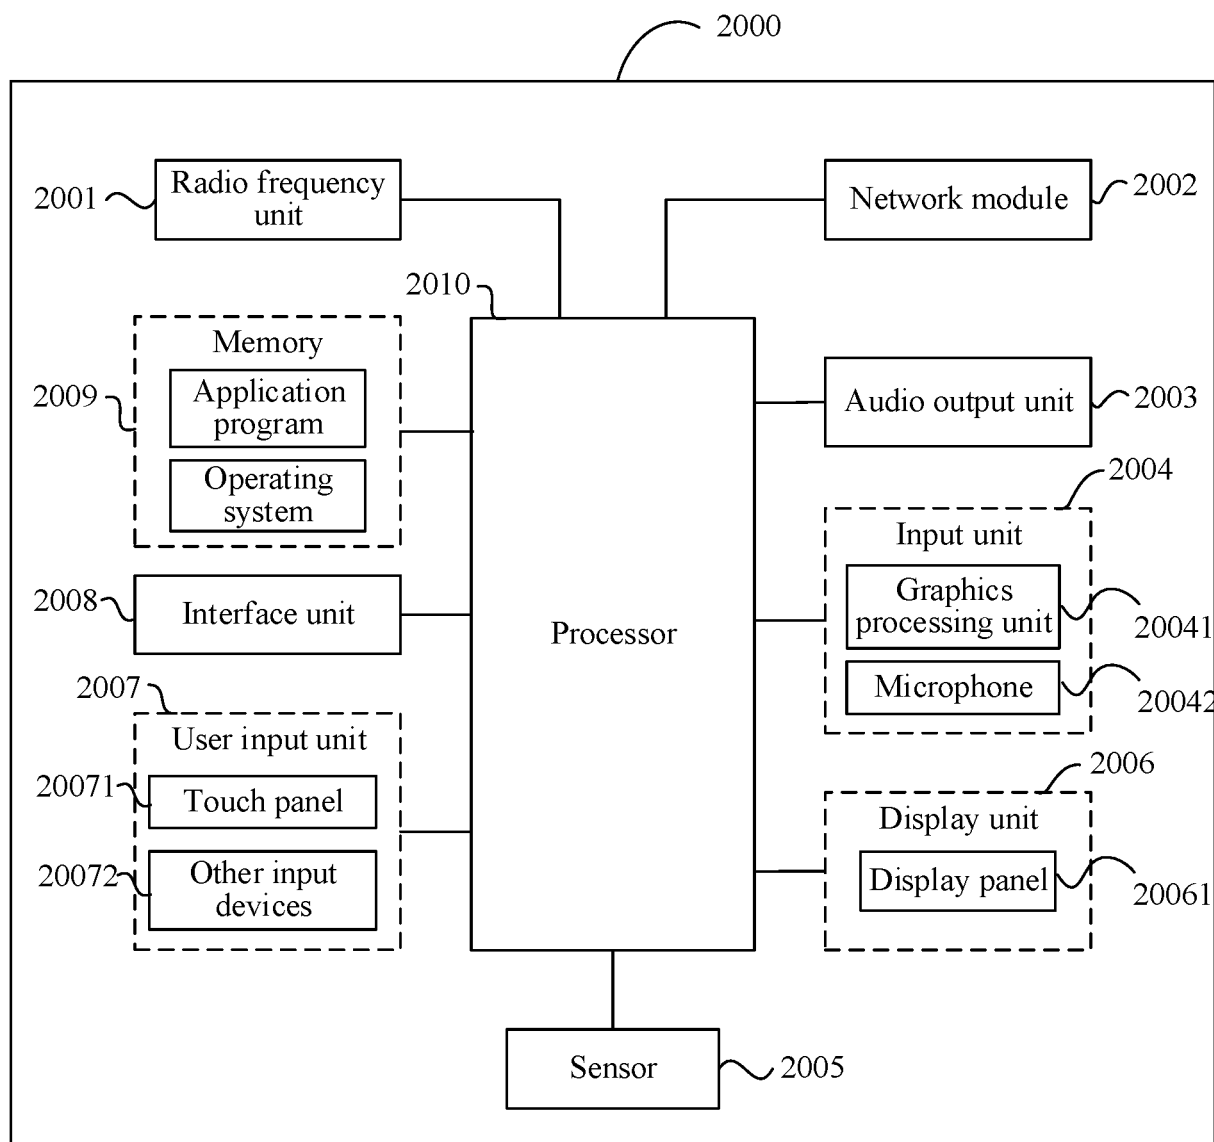 2000
2001
Radio frequency
unit
Network module
2002
2010
Memory
2009
Application
program
Operating
system
Audio output unit
2003
2004
Input unit
Graphics
processing unit
20041
Microphone
20042
2008
Interface unit
Processor
2007
User input unit
20071
Touch panel
20072
Other input
devices
2006
Display unit
Display panel
20061
Sensor
2005